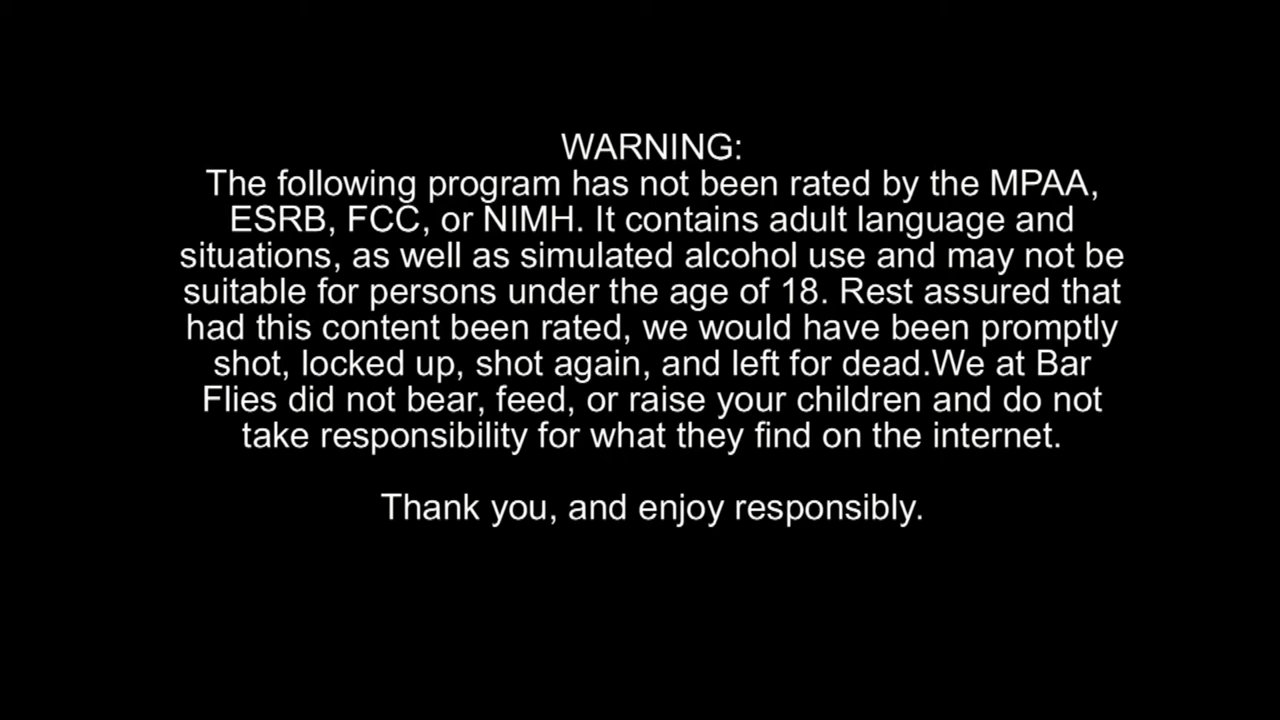 WARNING:
The following program has not been rated by the MPAA,
ESRB, FCC, or NIMH. It contains adult language and
situations, as well as simulated alcohol use and may not be
suitable for persons under the age of 18. Rest assured that
had this content been rated, we would have been promptly
shot, locked up, shot again, and left for dead.We at Bar
Flies did not bear, feed, or raise your children and do not
take responsibility for what they find on the internet.
Thank you, and enjoy responsibly.